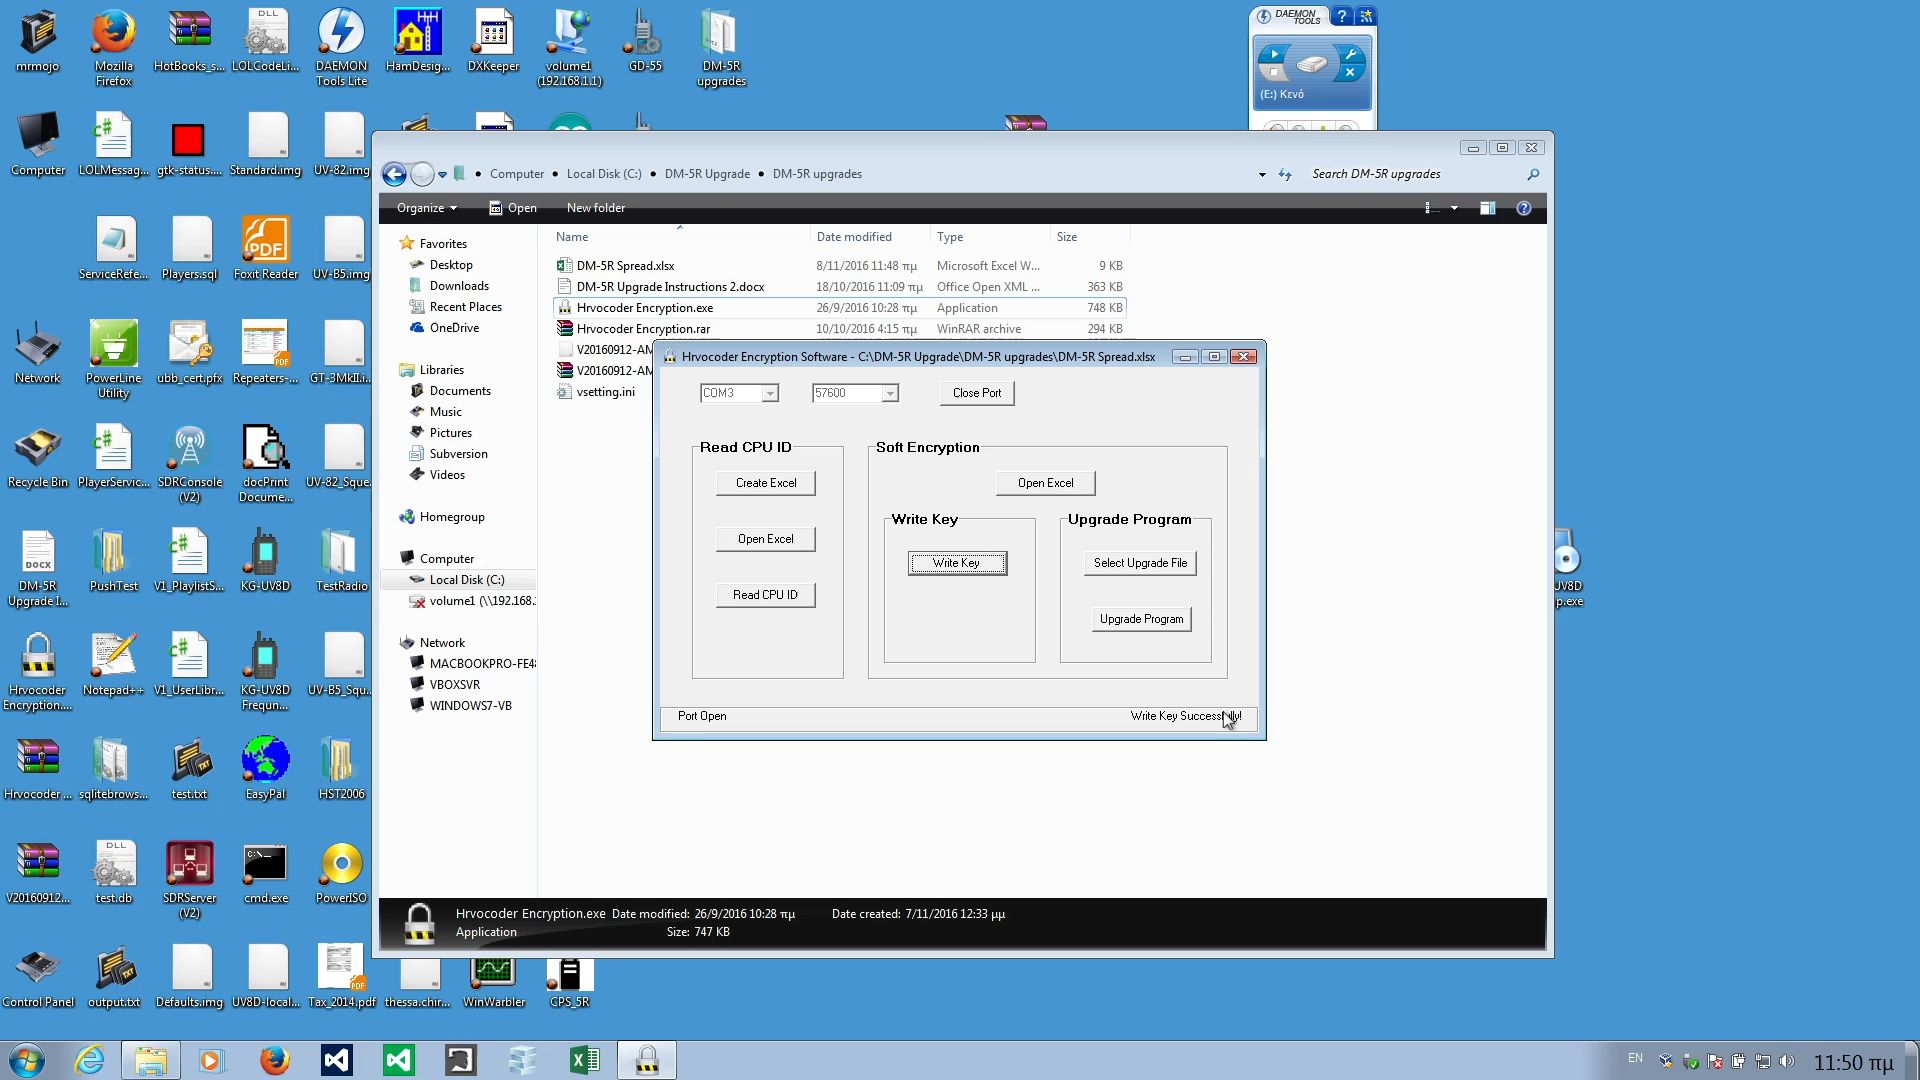 mrmojo
Mozilla
Firefox
HotBooks_s...
LOLCodeLi...
DAEMON
Tools Lite
HamDesig...
DXKeeper
volume1
(192.168.1.1)
GD-55
DM-5R
upgrades
DAEMON
TOOLS
(E:) Κενό
Computer
LOLMessag...
gtk-status....
Standard.img
UV-82.img
ServiceRefe...
Players.sql
Foxit Reader
UV-B5.img
Network
PowerLine
Utility
ubb_cert.pfx
Repeaters-...
GT-3MkII.i...
Recycle Bin
PlayerServic...
SDRConsole
(V2)
docPrint
Docume...
UV-82_Sque...
DM-5R
Upgrade I...
PushTest
V1_PlaylistS...
KG-UV8D
TestRadio
Hrvocoder
Encryption....
Notepad++
V1_UserLibr...
KG-UV8D
Frequn...
UV-B5_Squ...
Hrvocoder ...
sqlitebrows...
test.txt
EasyPal
HST2006
V20160912...
test.db
SDRServer
(V2)
cmd.exe
PowerISO
Control Panel
output.txt
Defaults.img
UV8D-local...
Tax_2014.pdf
thessa.chir...
WinWarbler
CPS_5R
UV8D
p.exe
Computer
Local Disk (C:)
DM-5R Upgrade
DM-5R upgrades
Search DM-5R upgrades
Organize
Open
New folder
Favorites
Desktop
Downloads
Recent Places
OneDrive
Libraries
Documents
Music
Pictures
Subversion
Videos
Homegroup
Computer
Local Disk (C:)
volume1 (\\192.168.
Network
MACBOOKPRO-FE48
VBOXSVR
WINDOWS7-VB
Name Date modified Type Size
DM-5R Spread.xlsx 8/11/2016 11:48 πμ Microsoft Excel W... 9 KB
DM-5R Upgrade Instructions 2.docx 18/10/2016 11:09 πμ Office Open XML ... 363 KB
Hrvocoder Encryption.exe 26/9/2016 10:28 πμ Application 748 KB
Hrvocoder Encryption.rar 10/10/2016 4:15 πμ WinRAR archive 294 KB
V20160912-AM
V20160912-AM
vsetting.ini
Hrvocoder Encryption Software - C:\DM-5R Upgrade\DM-5R upgrades\DM-5R Spread.xlsx
COM3
57600
Close Port
Read CPU ID
Create Excel
Open Excel
Read CPU ID
Soft Encryption
Open Excel
Write Key
Write Key
Upgrade Program
Select Upgrade File
Upgrade Program
Port Open
Write Key Successfully!
Hrvocoder Encryption.exe Date modified: 26/9/2016 10:28 πμ Date created: 7/11/2016 12:33 μμ
Application Size: 747 KB
EN
11:50 πμ